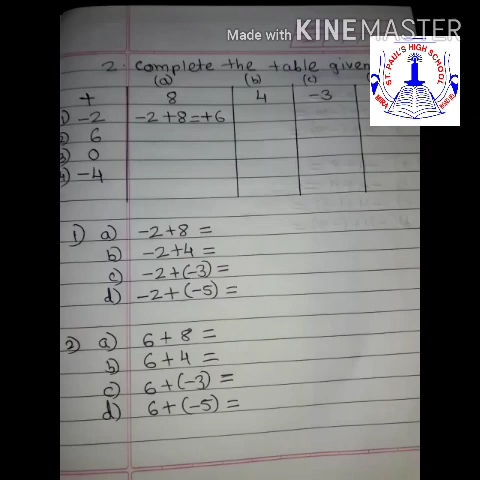 Made with KINEMASTER
ST. PAUL'S HIGH SCHOOL
2. Complete the table given
(a) (b) (c)
+ 8 4 -3
1) -2 -2+8=+6
2) 6
3) 0
4) -4
1) a) -2+8 =
b) -2+4 =
c) -2+(-3) =
d) -2+(-5) =
2) a) 6+8 =
b) 6+4 =
c) 6+(-3) =
d) 6+(-5) =